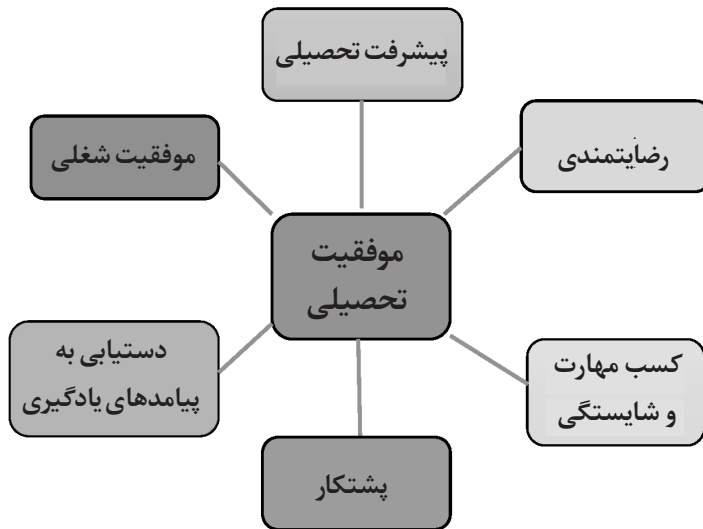 پیشرفت تحصیلی
رضایتمندی
موفقیت شغلی
موفقیت
تحصیلی
کسب مهارت
و شایستگی
دستیابی به
پیامدهای یادگیری
پشتکار